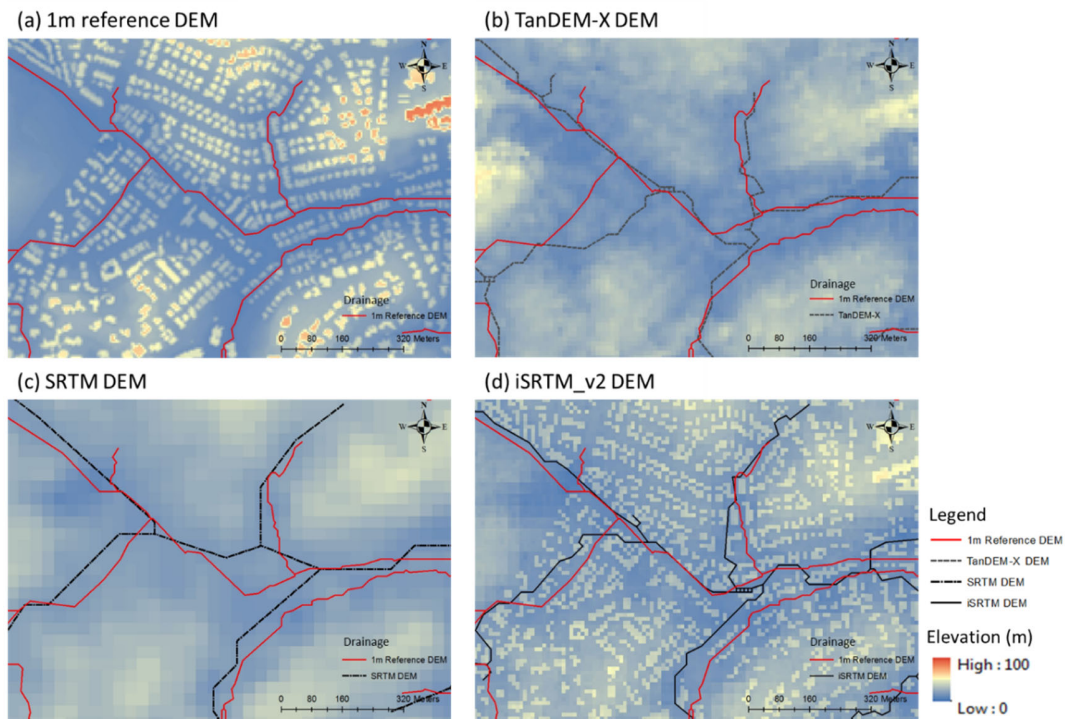 (a) 1m reference DEM
N
W E
S
Drainage
1m Reference DEM
0 80 160 320 Meters
(b) TanDEM-X DEM
N
W E
S
Drainage
1m Reference DEM
TanDEM-X
0 80 160 320 Meters
(c) SRTM DEM
N
W E
S
Drainage
1m Reference DEM
SRTM DEM
0 80 160 320 Meters
(d) iSRTM_v2 DEM
N
W E
S
Drainage
1m Reference DEM
iSRTM DEM
0 80 160 320 Meters
Legend
1m Reference DEM
TanDEM-X DEM
SRTM DEM
iSRTM DEM
Elevation (m)
High : 100
Low : 0